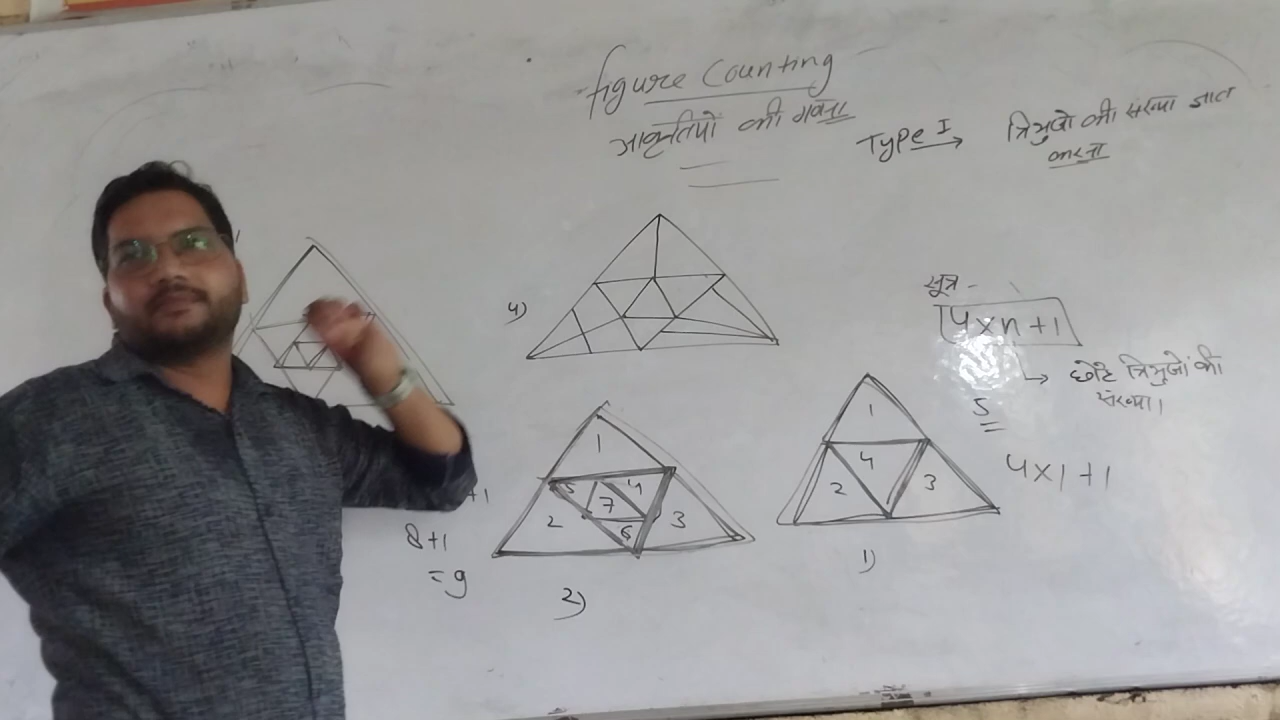 figure Counting
आकृतियों की गणना
Type I → त्रिभुजों की संख्या ज्ञात
करना
4)
सूत्र -
4×n+1
↳ छोटे त्रिभुजों की
संख्या।
5
4×1+1
1
4
2
3
1)
1
5
4
7
2
6
3
2)
+1
8+1
=9